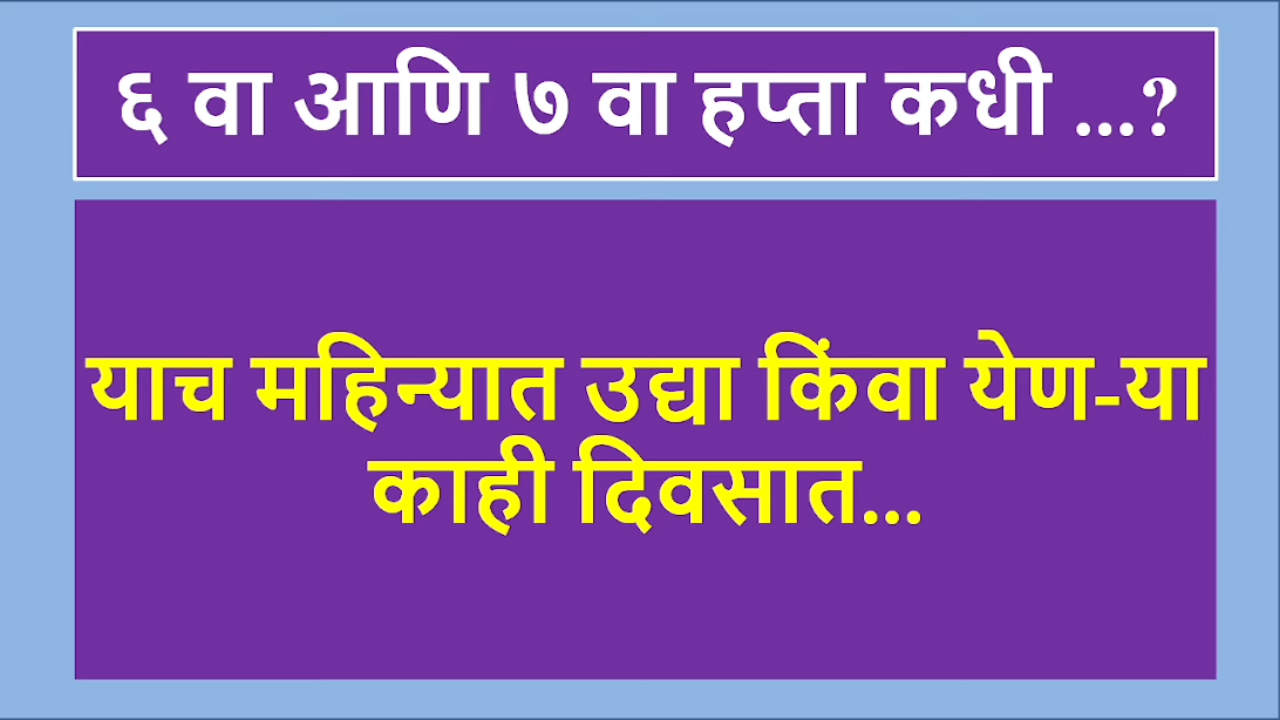 ६ वा आणि ७ वा हप्ता कधी ...?
याच महिन्यात उद्या किंवा येण-या
काही दिवसात...